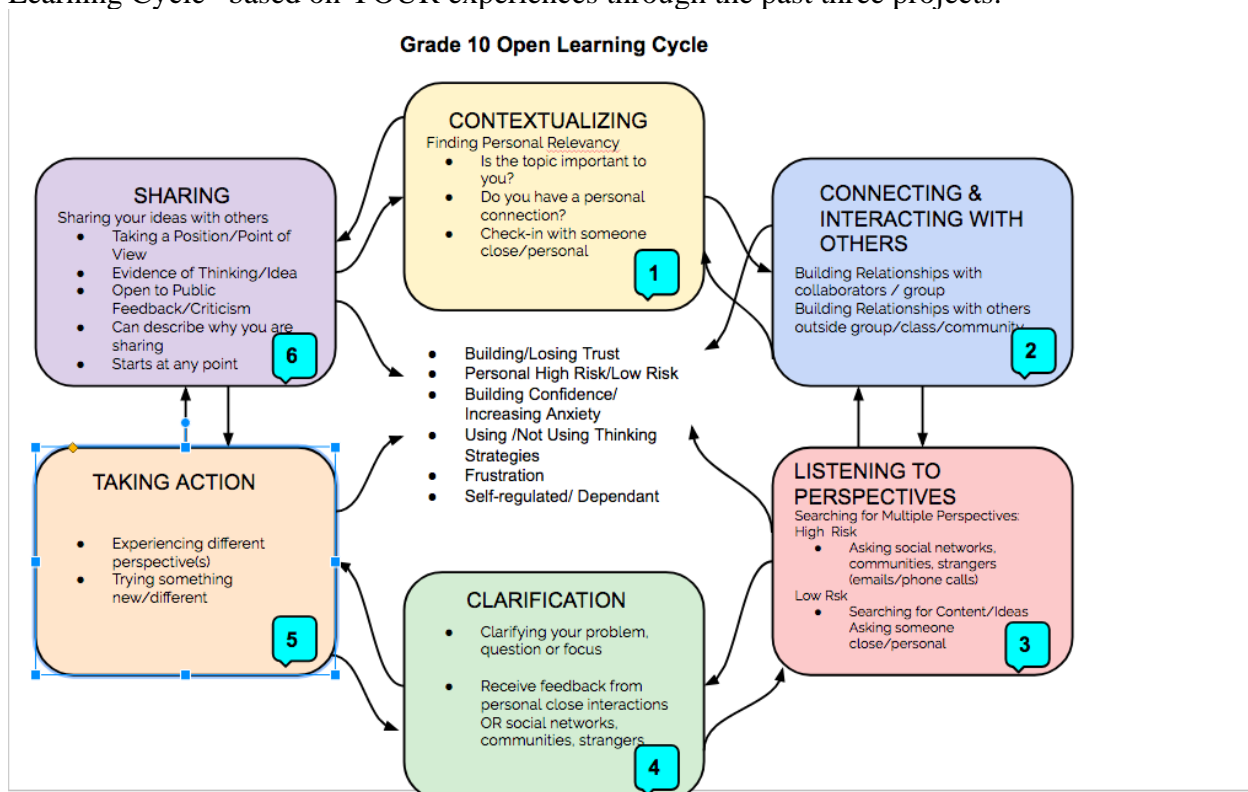 Learning Cycle" based on YOUR experiences through the past three projects.
Grade 10 Open Learning Cycle
CONTEXTUALIZING
Finding Personal Relevancy
● Is the topic important to
you?
● Do you have a personal
connection?
● Check-in with someone
close/personal
1
SHARING
Sharing your ideas with others
● Taking a Position/Point of
View
● Evidence of Thinking/Idea
● Open to Public
Feedback/Criticism
● Can describe why you are
sharing
● Starts at any point
6
CONNECTING &
INTERACTING WITH
OTHERS
Building Relationships with
collaborators / group
Building Relationships with others
outside group/class/community
2
● Building/Losing Trust
● Personal High Risk/Low Risk
● Building Confidence/
Increasing Anxiety
● Using /Not Using Thinking
Strategies
● Frustration
● Self-regulated/ Dependant
TAKING ACTION
● Experiencing different
perspective(s)
● Trying something
new/different
5
LISTENING TO
PERSPECTIVES
Searching for Multiple Perspectives:
High Risk
● Asking social networks,
communities, strangers
(emails/phone calls)
Low Rsk
● Searching for Content/Ideas
Asking someone
close/personal
3
CLARIFICATION
● Clarifying your problem,
question or focus
● Receive feedback from
personal close interactions
OR social networks,
communities, strangers
4